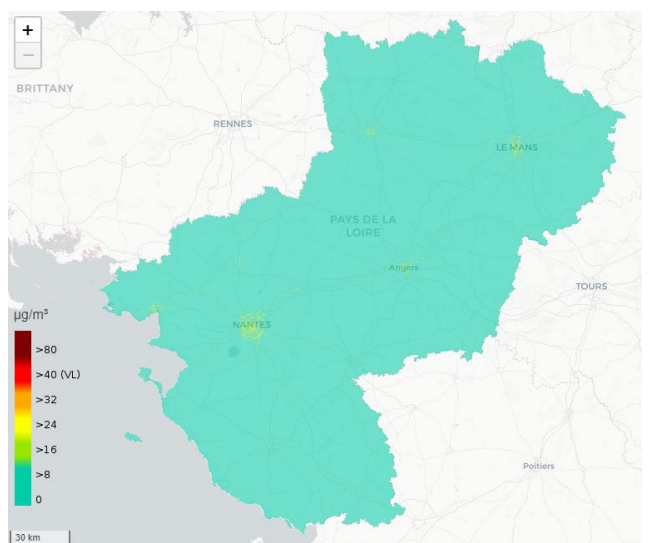 +
−
BRITTANY
RENNES
LE MANS
PAYS DE LA
LOIRE
Angers
TOURS
NANTES
µg/m³
>80
>40 (VL)
>32
>24
>16
>8
0
Poitiers
30 km